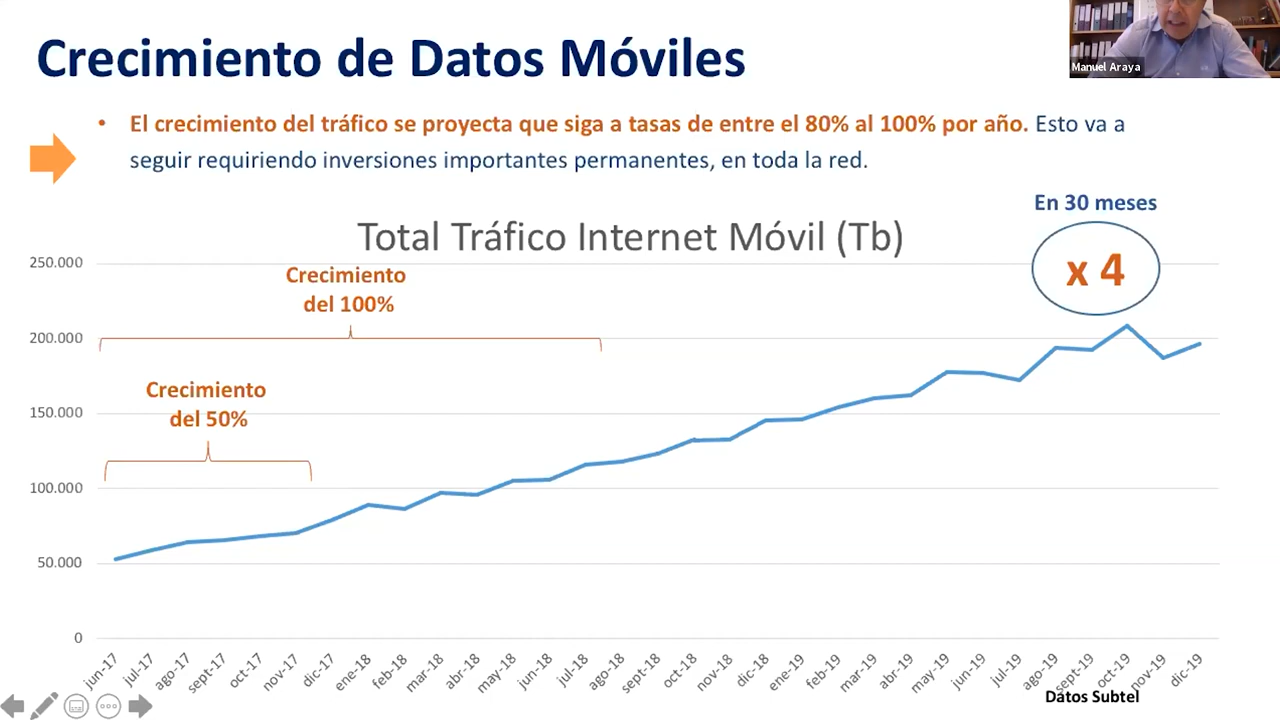 Crecimiento de Datos Móviles
Manuel Araya
• El crecimiento del tráfico se proyecta que siga a tasas de entre el 80% al 100% por año. Esto va a
seguir requiriendo inversiones importantes permanentes, en toda la red.
En 30 meses
x 4
Total Tráfico Internet Móvil (Tb)
Crecimiento
del 100%
Crecimiento
del 50%
250.000
200.000
150.000
100.000
50.000
0
jun-17
jul-17
ago-17
sept-17
oct-17
nov-17
dic-17
ene-18
feb-18
mar-18
abr-18
may-18
jun-18
jul-18
ago-18
sept-18
oct-18
nov-18
dic-18
ene-19
feb-19
mar-19
abr-19
may-19
jun-19
jul-19
ago-19
sept-19
oct-19
nov-19
dic-19
Datos Subtel